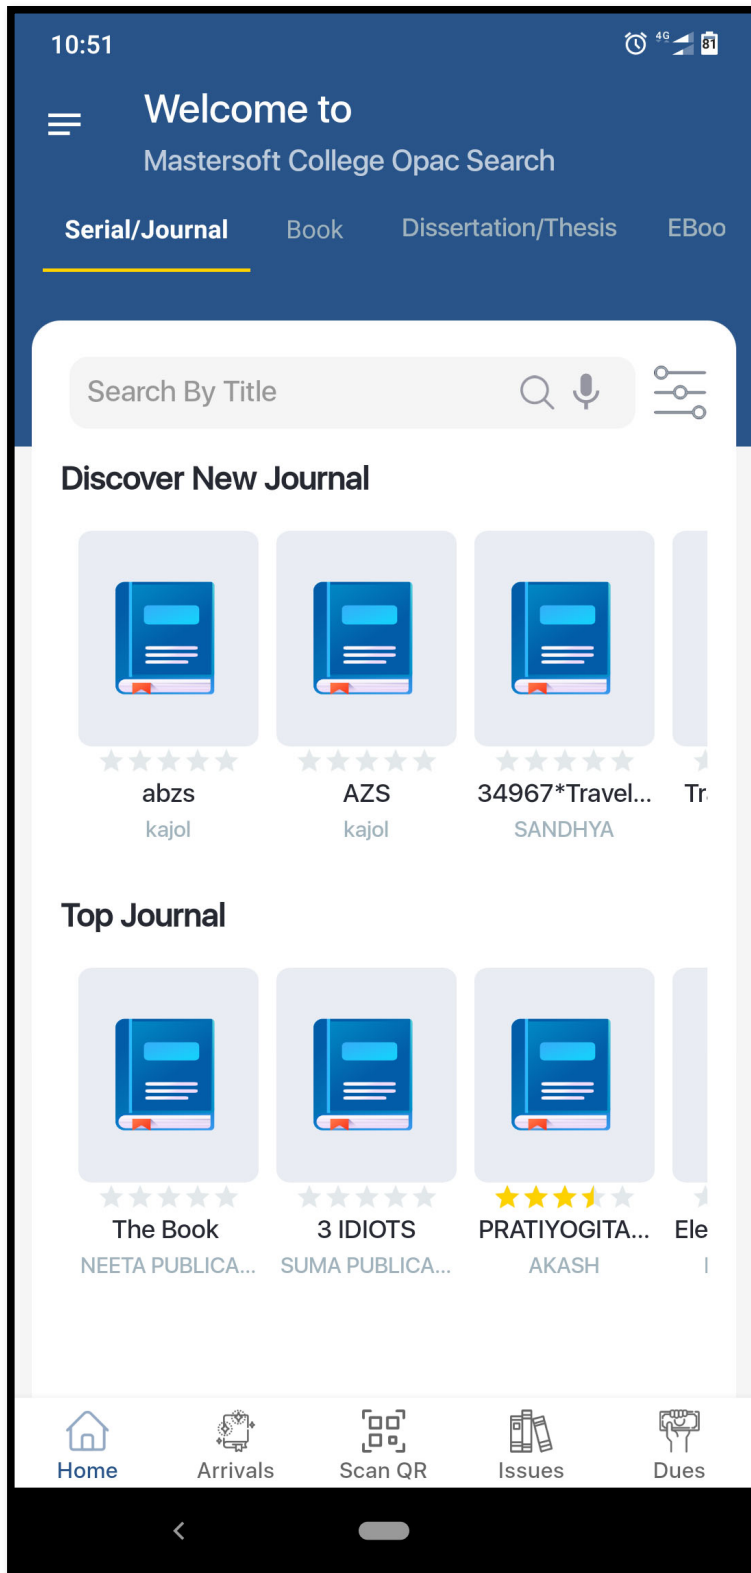 10:51
4G
81
Welcome to
Mastersoft College Opac Search
Serial/Journal Book Dissertation/Thesis EBoo
Search By Title
Discover New Journal
abzs AZS 34967*Travel... Tr
kajol kajol SANDHYA
Top Journal
The Book 3 IDIOTS PRATIYOGITA... Ele
NEETA PUBLICA... SUMA PUBLICA... AKASH
Home Arrivals Scan QR Issues Dues